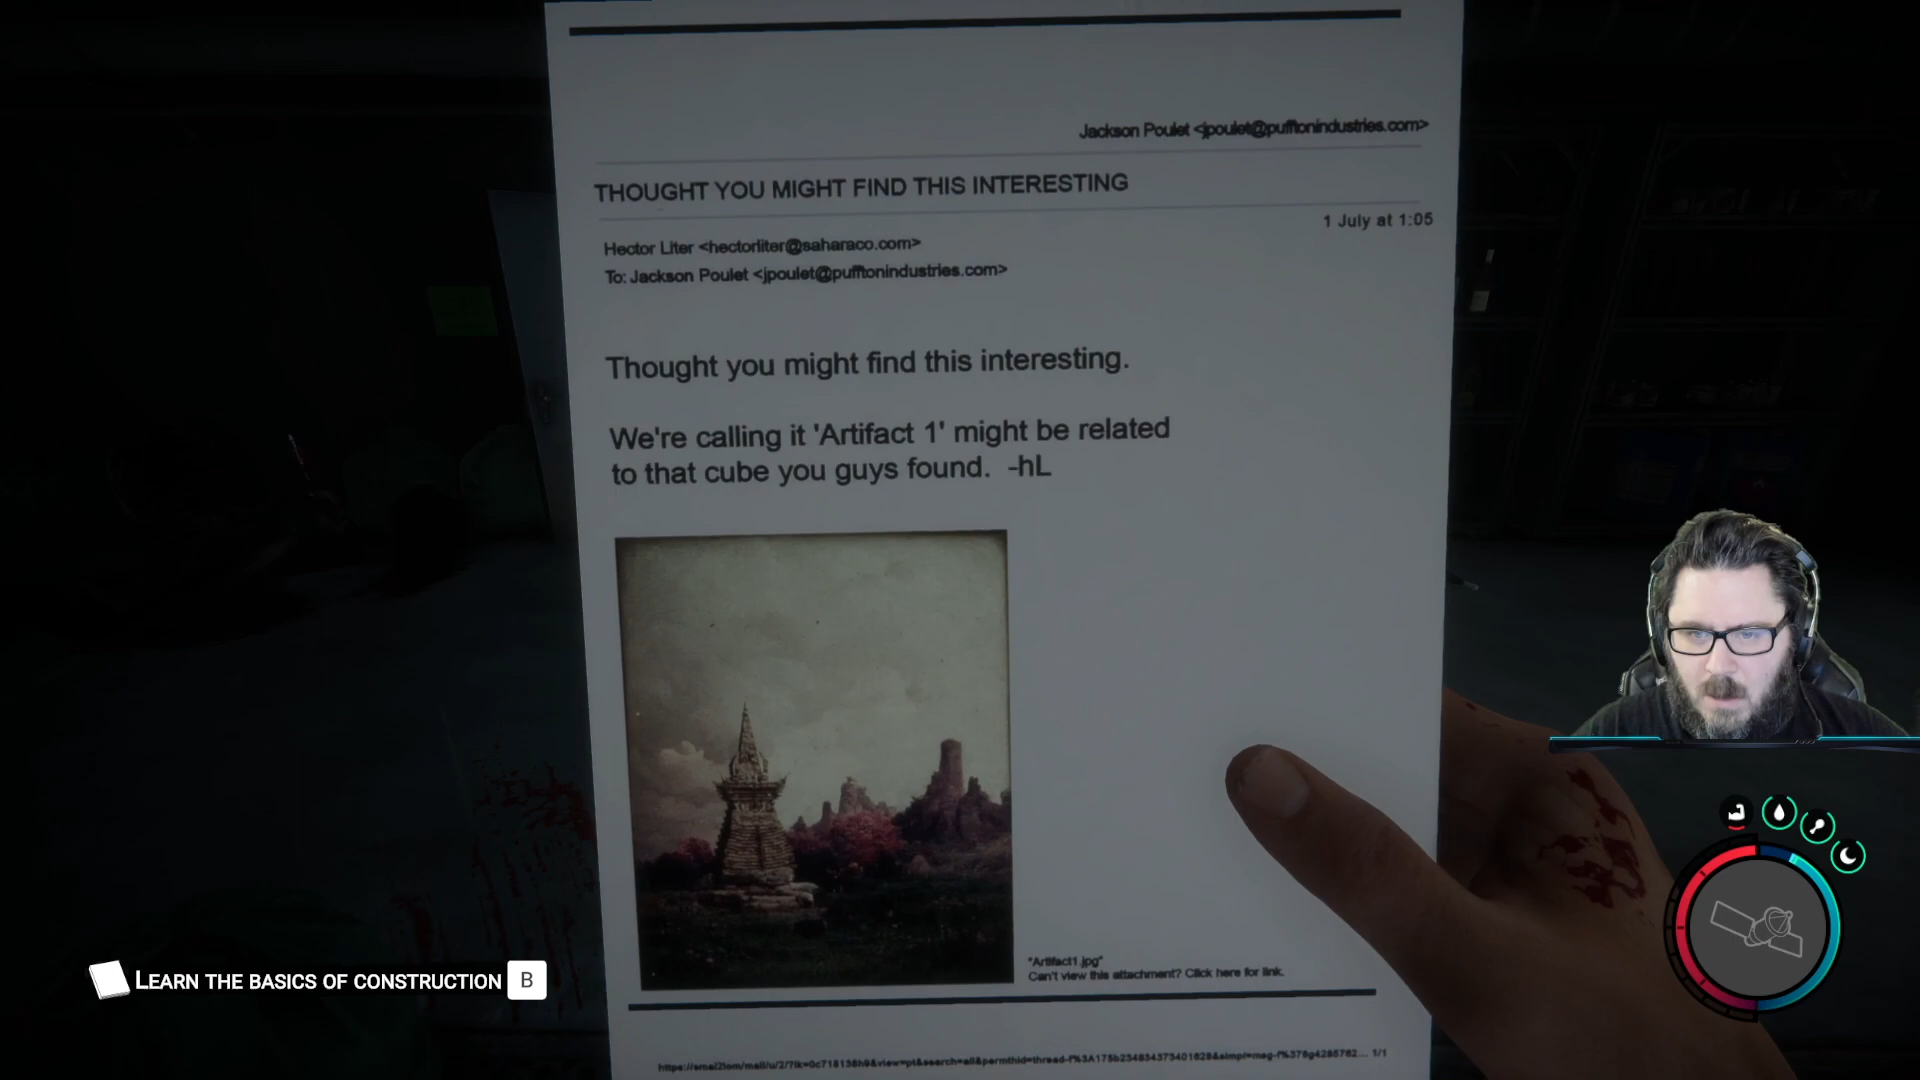 Jackson Poulet <jpoulet@pufftonindustries.com>
THOUGHT YOU MIGHT FIND THIS INTERESTING
1 July at 1:05
Hector Liter <hectorliter@saharaco.com>
To: Jackson Poulet <jpoulet@pufftonindustries.com>
Thought you might find this interesting.
We're calling it 'Artifact 1' might be related
to that cube you guys found. -hL
"Artifact1.jpg"
Can't view this attachment? Click here for link.
1/1
LEARN THE BASICS OF CONSTRUCTION B